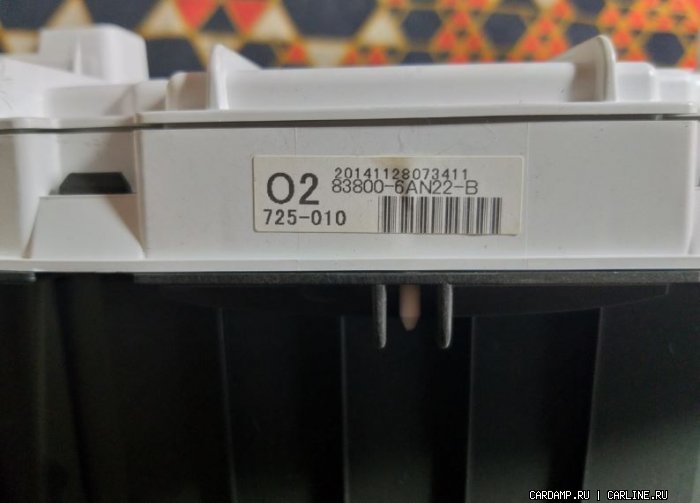 20141128073411
O2 83800-6AN22-B
725-010
CARDAMP.RU | CARLINE.RU